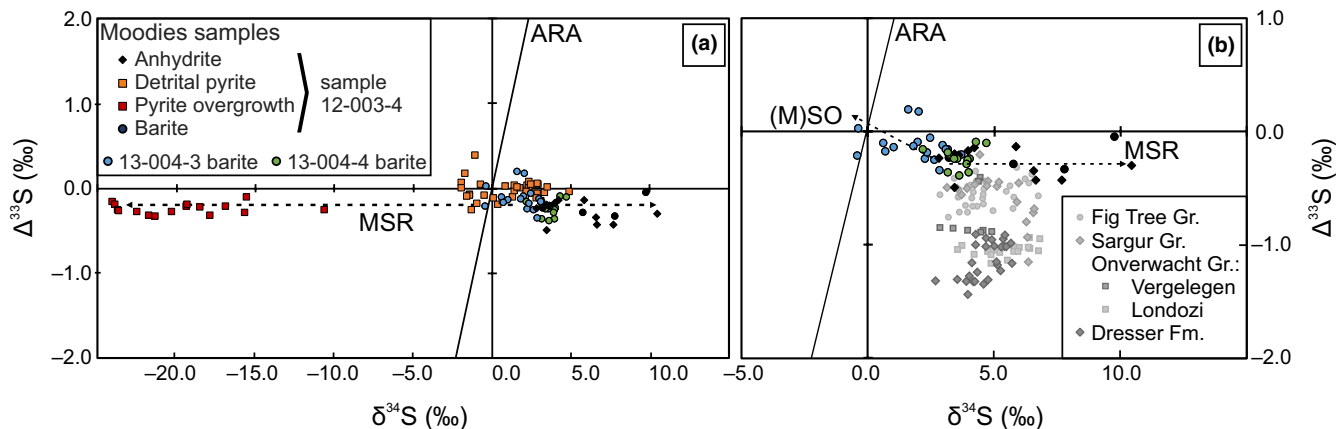 2.0
1.0
0.0
−1.0
−2.0
Δ³³S (‰)
Moodies samples
Anhydrite
Detrital pyrite
Pyrite overgrowth
Barite
sample
12-003-4
13-004-3 barite
13-004-4 barite
ARA
(a)
MSR
−20.0
−15.0
−10.0
−5.0
0.0
5.0
10.0
δ³⁴S (‰)
ARA
(b)
(M)SO
MSR
Fig Tree Gr.
Sargur Gr.
Onverwacht Gr.:
Vergelegen
Londozi
Dresser Fm.
1.0
0.0
−1.0
−2.0
Δ³³S (‰)
−5.0
0.0
5.0
10.0
δ³⁴S (‰)